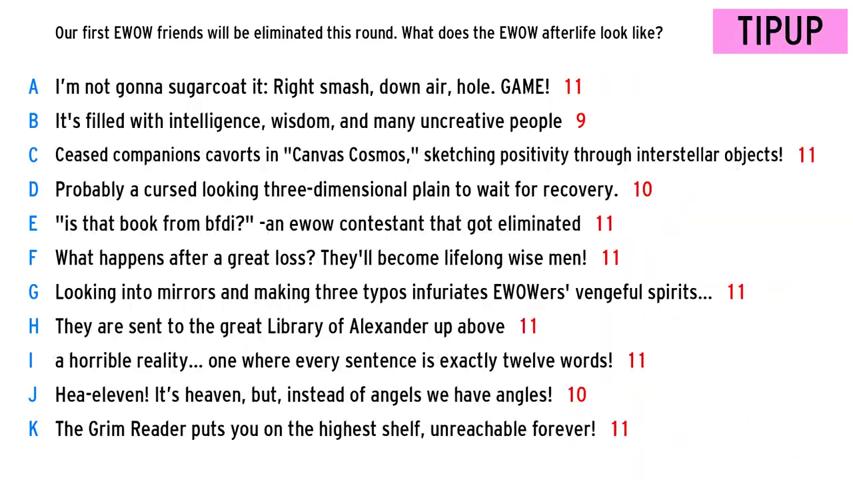 Our first EWOW friends will be eliminated this round. What does the EWOW afterlife look like?
TIPUP
A I'm not gonna sugarcoat it: Right smash, down air, hole. GAME! 11
B It's filled with intelligence, wisdom, and many uncreative people 9
C Ceased companions cavorts in "Canvas Cosmos," sketching positivity through interstellar objects! 11
D Probably a cursed looking three-dimensional plain to wait for recovery. 10
E "is that book from bfdi?" -an ewow contestant that got eliminated 11
F What happens after a great loss? They'll become lifelong wise men! 11
G Looking into mirrors and making three typos infuriates EWOWers' vengeful spirits... 11
H They are sent to the great Library of Alexander up above 11
I a horrible reality... one where every sentence is exactly twelve words! 11
J Hea-eleven! It's heaven, but, instead of angels we have angles! 10
K The Grim Reader puts you on the highest shelf, unreachable forever! 11